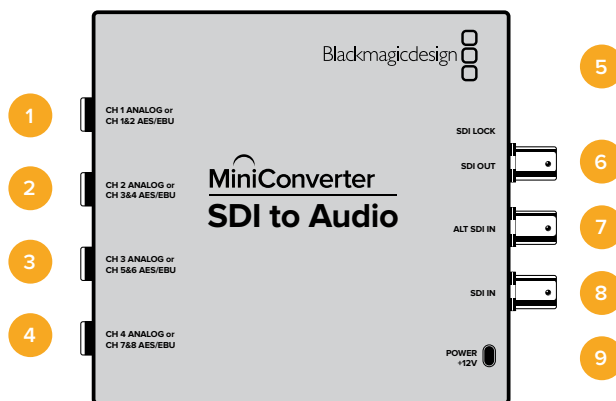 Blackmagicdesign
5
1
CH 1 ANALOG or
CH 1&2 AES/EBU
SDI LOCK
SDI OUT
6
2
CH 2 ANALOG or
CH 3&4 AES/EBU
MiniConverter
SDI to Audio
ALT SDI IN
7
3
CH 3 ANALOG or
CH 5&6 AES/EBU
SDI IN
8
4
CH 4 ANALOG or
CH 7&8 AES/EBU
POWER
+12V
9